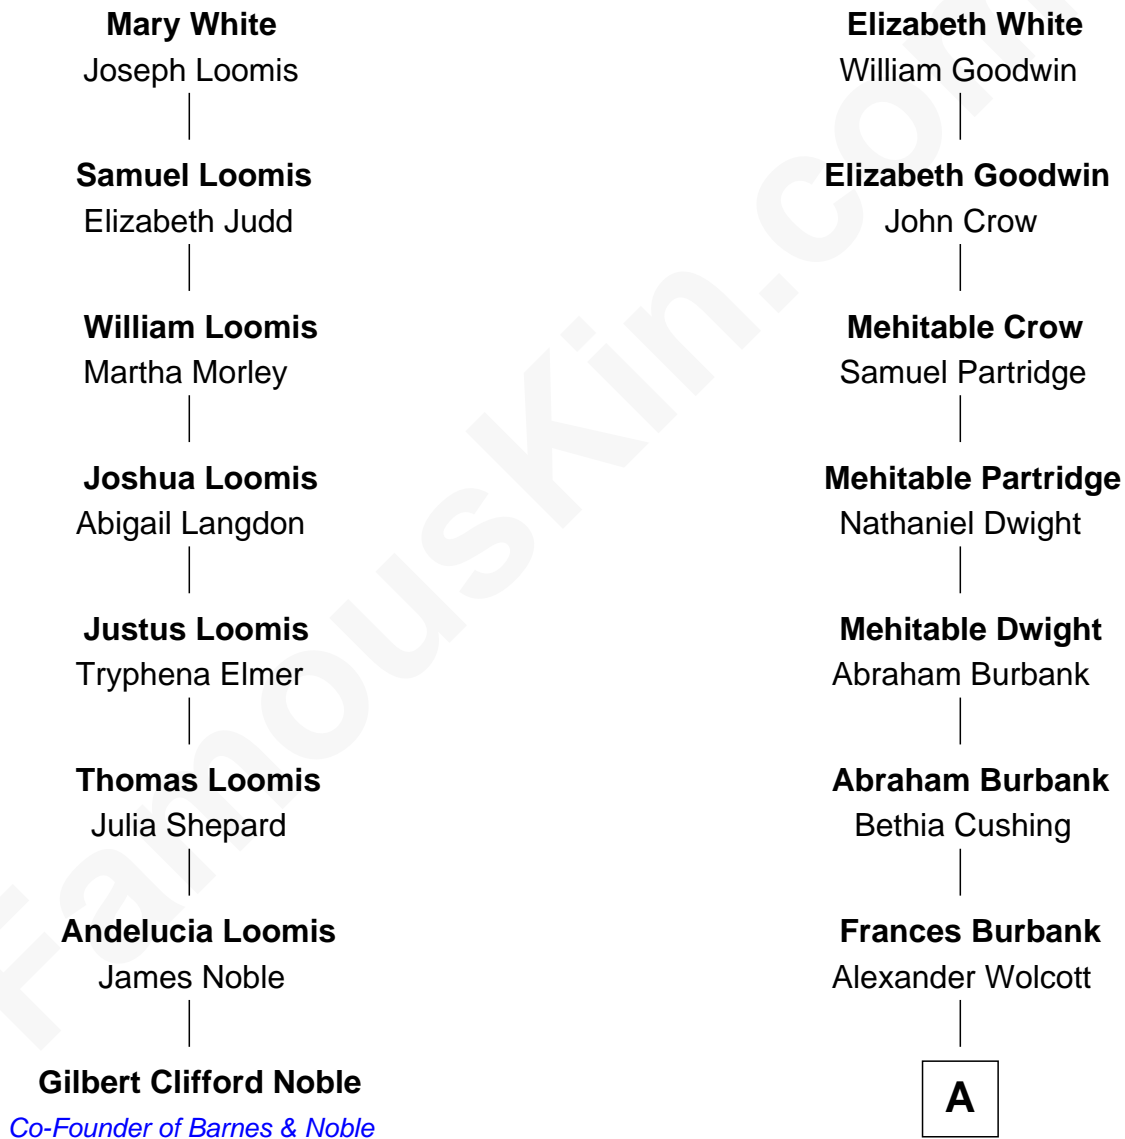 Mary White
Joseph Loomis
Samuel Loomis
Elizabeth Judd
William Loomis
Martha Morley
Joshua Loomis
Abigail Langdon
Justus Loomis
Tryphena Elmer
Thomas Loomis
Julia Shepard
Andelucia Loomis
James Noble
Gilbert Clifford Noble
Co-Founder of Barnes & Noble
Elizabeth White
William Goodwin
Elizabeth Goodwin
John Crow
Mehitable Crow
Samuel Partridge
Mehitable Partridge
Nathaniel Dwight
Mehitable Dwight
Abraham Burbank
Abraham Burbank
Bethia Cushing
Frances Burbank
Alexander Wolcott
A
FamousKin.com